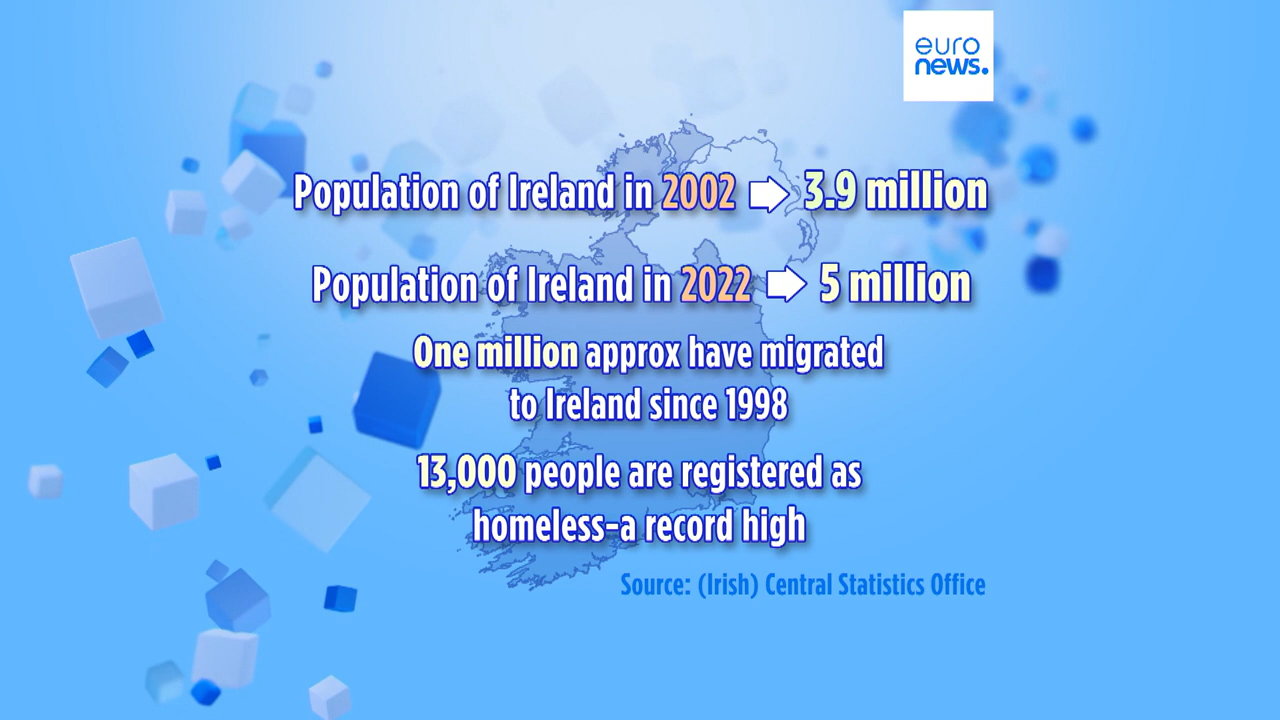 euro
news.
Population of Ireland in 2002 ➡ 3.9 million
Population of Ireland in 2022 ➡ 5 million
One million approx have migrated
to Ireland since 1998
13,000 people are registered as
homeless-a record high
Source: (Irish) Central Statistics Office